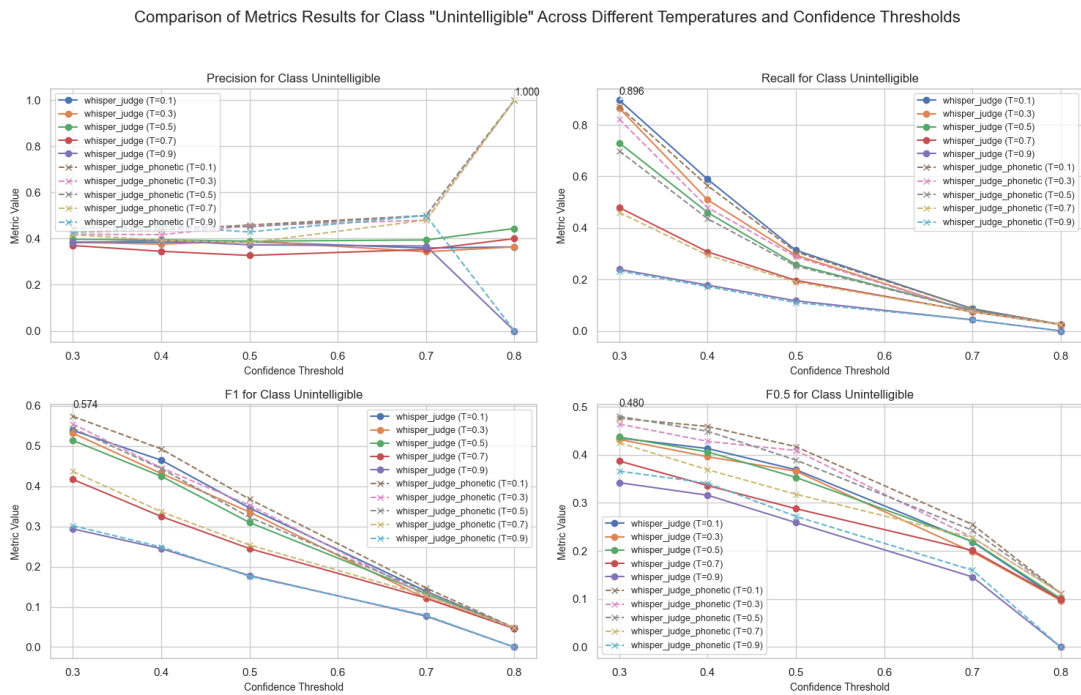 Comparison of Metrics Results for Class "Unintelligible" Across Different Temperatures and Confidence Thresholds
Precision for Class Unintelligible
1.000
whisper_judge (T=0.1)
whisper_judge (T=0.3)
whisper_judge (T=0.5)
whisper_judge (T=0.7)
whisper_judge (T=0.9)
whisper_judge_phonetic (T=0.1)
whisper_judge_phonetic (T=0.3)
whisper_judge_phonetic (T=0.5)
whisper_judge_phonetic (T=0.7)
whisper_judge_phonetic (T=0.9)
Metric Value
1.0
0.8
0.6
0.4
0.2
0.0
0.3 0.4 0.5 0.6 0.7 0.8
Confidence Threshold
Recall for Class Unintelligible
0.896
whisper_judge (T=0.1)
whisper_judge (T=0.3)
whisper_judge (T=0.5)
whisper_judge (T=0.7)
whisper_judge (T=0.9)
whisper_judge_phonetic (T=0.1)
whisper_judge_phonetic (T=0.3)
whisper_judge_phonetic (T=0.5)
whisper_judge_phonetic (T=0.7)
whisper_judge_phonetic (T=0.9)
Metric Value
0.8
0.6
0.4
0.2
0.0
0.3 0.4 0.5 0.6 0.7 0.8
Confidence Threshold
F1 for Class Unintelligible
0.574
whisper_judge (T=0.1)
whisper_judge (T=0.3)
whisper_judge (T=0.5)
whisper_judge (T=0.7)
whisper_judge (T=0.9)
whisper_judge_phonetic (T=0.1)
whisper_judge_phonetic (T=0.3)
whisper_judge_phonetic (T=0.5)
whisper_judge_phonetic (T=0.7)
whisper_judge_phonetic (T=0.9)
Metric Value
0.6
0.5
0.4
0.3
0.2
0.1
0.0
0.3 0.4 0.5 0.6 0.7 0.8
Confidence Threshold
F0.5 for Class Unintelligible
0.480
whisper_judge (T=0.1)
whisper_judge (T=0.3)
whisper_judge (T=0.5)
whisper_judge (T=0.7)
whisper_judge (T=0.9)
whisper_judge_phonetic (T=0.1)
whisper_judge_phonetic (T=0.3)
whisper_judge_phonetic (T=0.5)
whisper_judge_phonetic (T=0.7)
whisper_judge_phonetic (T=0.9)
Metric Value
0.5
0.4
0.3
0.2
0.1
0.0
0.3 0.4 0.5 0.6 0.7 0.8
Confidence Threshold